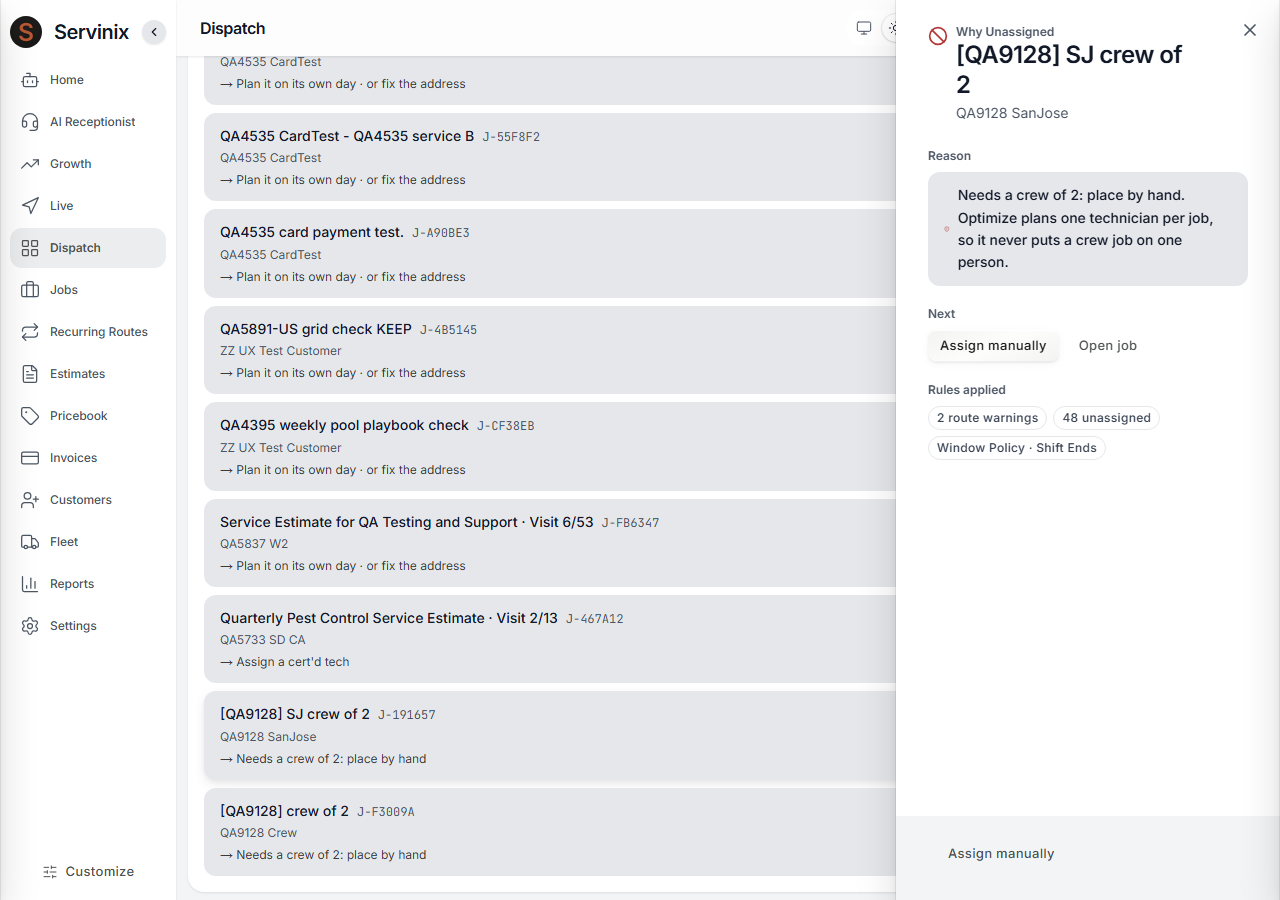 S Servinix
Home
AI Receptionist
Growth
Live
Dispatch
Jobs
Recurring Routes
Estimates
Pricebook
Invoices
Customers
Fleet
Reports
Settings
Customize
Dispatch
QA4535 CardTest
→ Plan it on its own day · or fix the address
QA4535 CardTest - QA4535 service B J-55F8F2
QA4535 CardTest
→ Plan it on its own day · or fix the address
QA4535 card payment test. J-A90BE3
QA4535 CardTest
→ Plan it on its own day · or fix the address
QA5891-US grid check KEEP J-4B5145
ZZ UX Test Customer
→ Plan it on its own day · or fix the address
QA4395 weekly pool playbook check J-CF38EB
ZZ UX Test Customer
→ Plan it on its own day · or fix the address
Service Estimate for QA Testing and Support · Visit 6/53 J-FB6347
QA5837 W2
→ Plan it on its own day · or fix the address
Quarterly Pest Control Service Estimate · Visit 2/13 J-467A12
QA5733 SD CA
→ Assign a cert'd tech
[QA9128] SJ crew of 2 J-191657
QA9128 SanJose
→ Needs a crew of 2: place by hand
[QA9128] crew of 2 J-F3009A
QA9128 Crew
→ Needs a crew of 2: place by hand
Why Unassigned
[QA9128] SJ crew of
2
QA9128 SanJose
Reason
Needs a crew of 2: place by hand.
Optimize plans one technician per job,
so it never puts a crew job on one
person.
Next
Assign manually Open job
Rules applied
2 route warnings 48 unassigned
Window Policy · Shift Ends
Assign manually